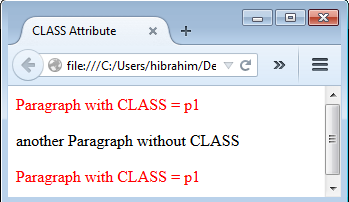 CLASS Attribute
file:///C:/Users/hibrahim/De
Paragraph with CLASS = p1
another Paragraph without CLASS
Paragraph with CLASS = p1